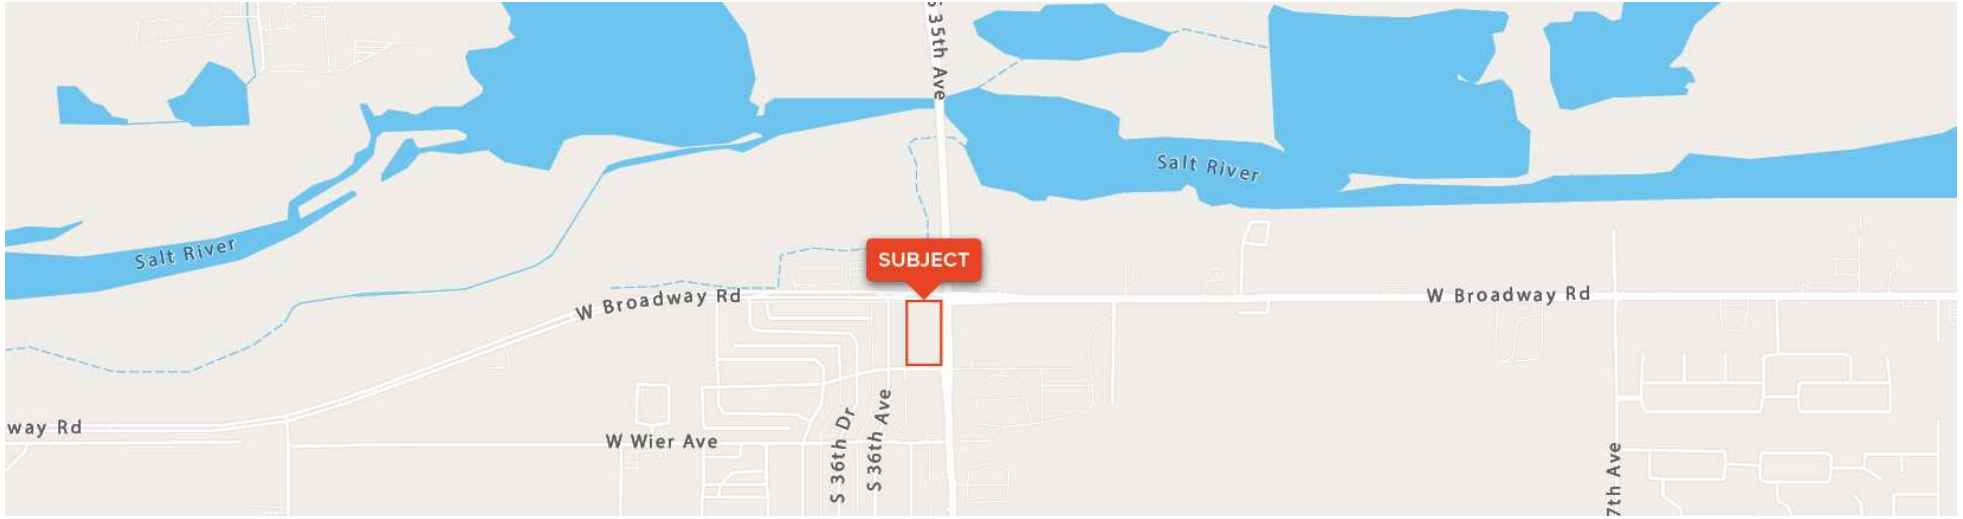 S 35th Ave
Salt River
Salt River
SUBJECT
W Broadway Rd
W Broadway Rd
way Rd
W Wier Ave
S 36th Dr
S 36th Ave
7th Ave